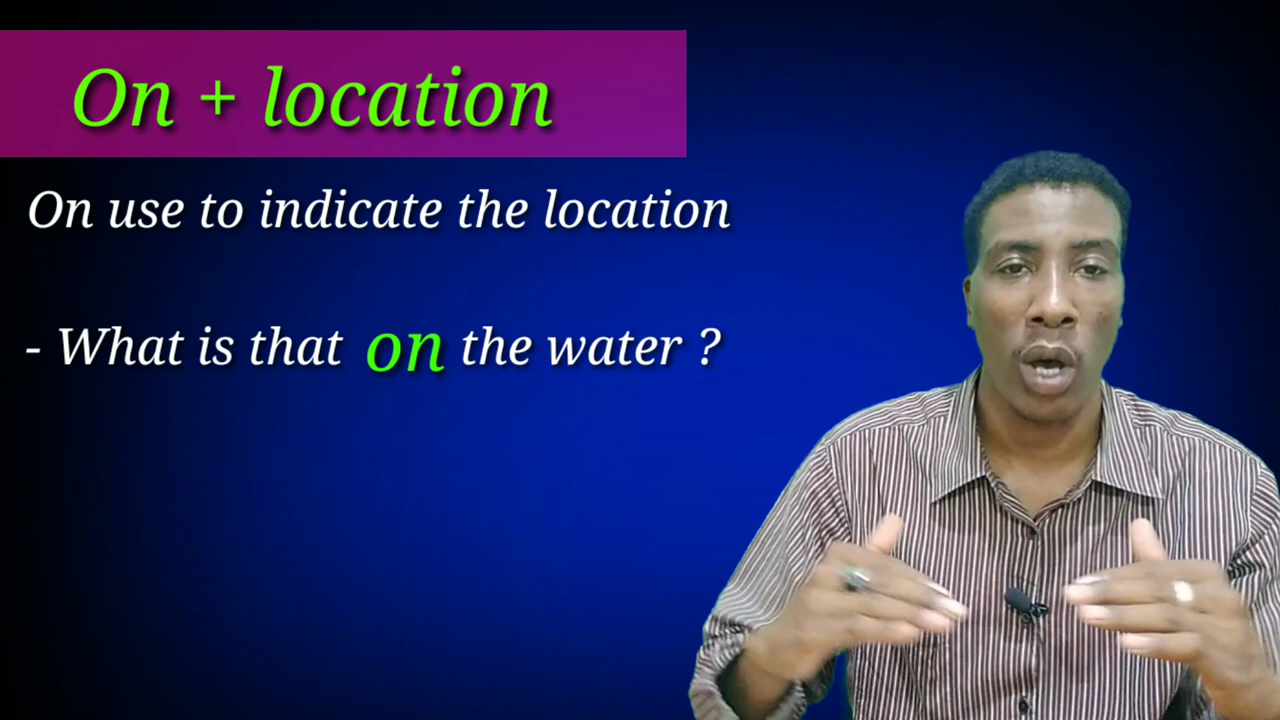 On + location
On use to indicate the location
- What is that on the water ?